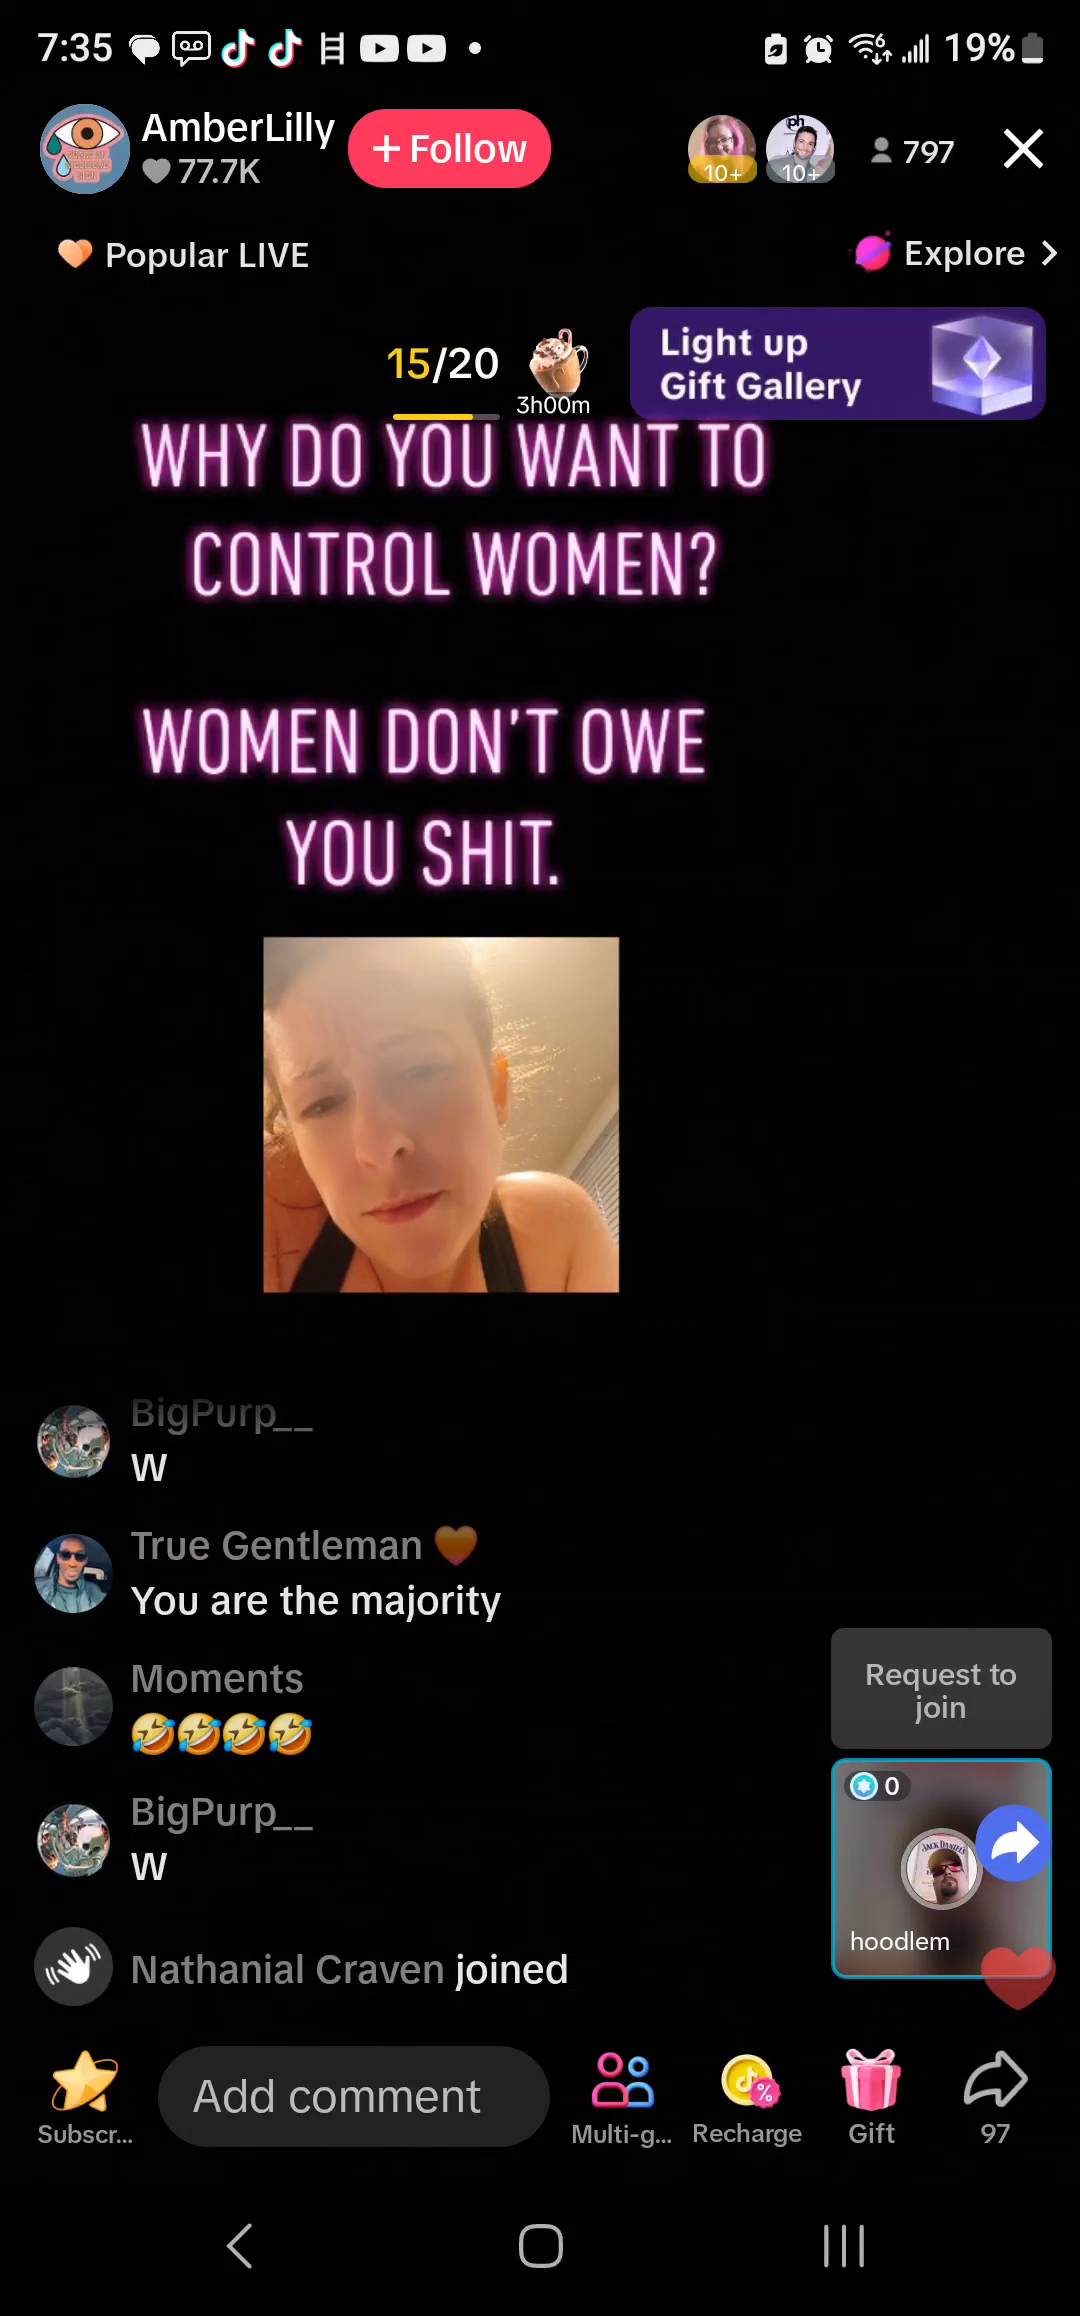 7:35
19%
AmberLilly
77.7K
+ Follow
10+
10+
797
Popular LIVE
Explore
15/20
3h00m
Light up
Gift Gallery
WHY DO YOU WANT TO
CONTROL WOMEN?
WOMEN DON'T OWE
YOU SHIT.
BigPurp__
W
True Gentleman
You are the majority
Moments
BigPurp__
W
Nathanial Craven joined
Request to
join
0
JACK DANIEL'S
hoodlem
Add comment
Subscr...
Multi-g...
Recharge
Gift
97